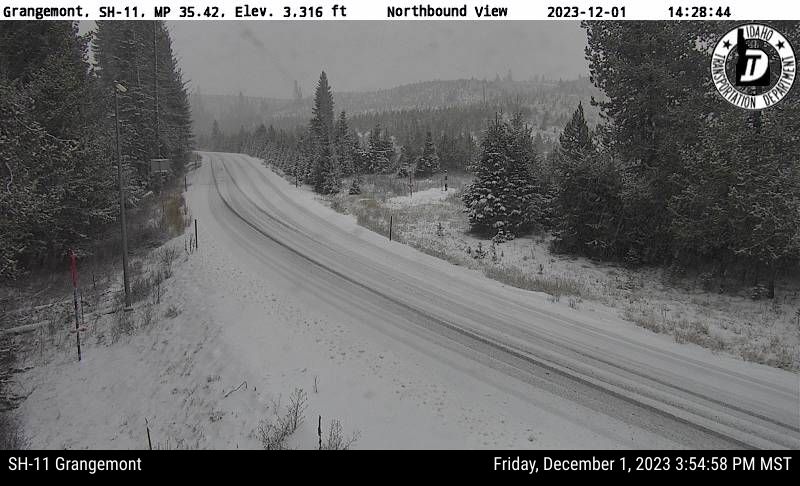 Grangemont, SH-11, MP 35.42, Elev. 3,316 ft Northbound View 2023-12-01 14:28:44
IDAHO
TRANSPORTATION DEPARTMENT
SH-11 Grangemont Friday, December 1, 2023 3:54:58 PM MST